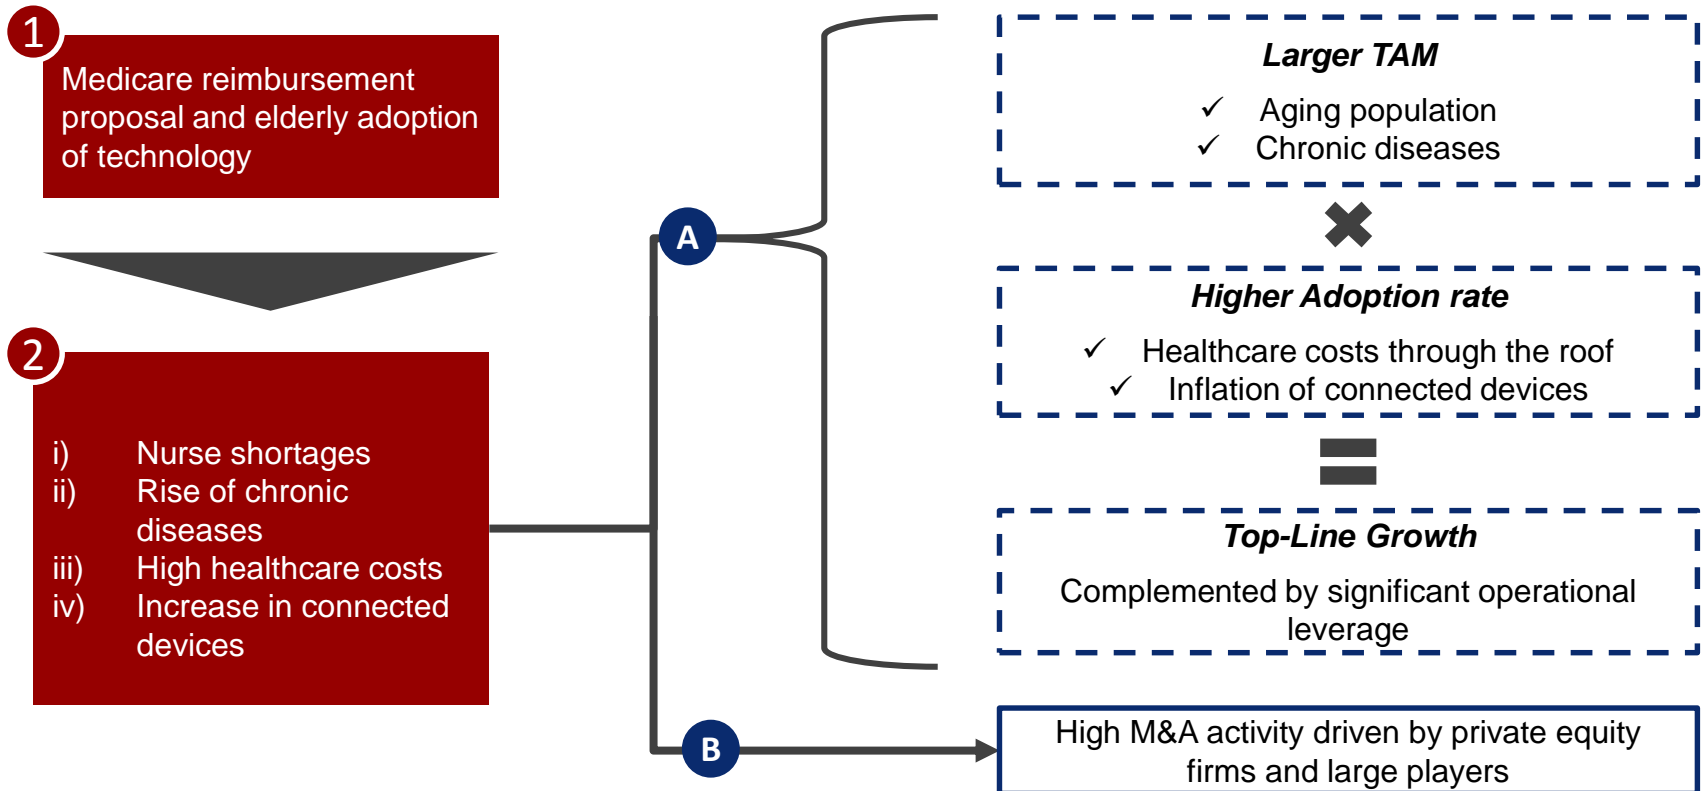 1
Medicare reimbursement
proposal and elderly adoption
of technology
2
i) Nurse shortages
ii) Rise of chronic
diseases
iii) High healthcare costs
iv) Increase in connected
devices
A
Larger TAM
✓ Aging population
✓ Chronic diseases
✖
Higher Adoption rate
✓ Healthcare costs through the roof
✓ Inflation of connected devices
=
Top-Line Growth
Complemented by significant operational
leverage
B
High M&A activity driven by private equity
firms and large players